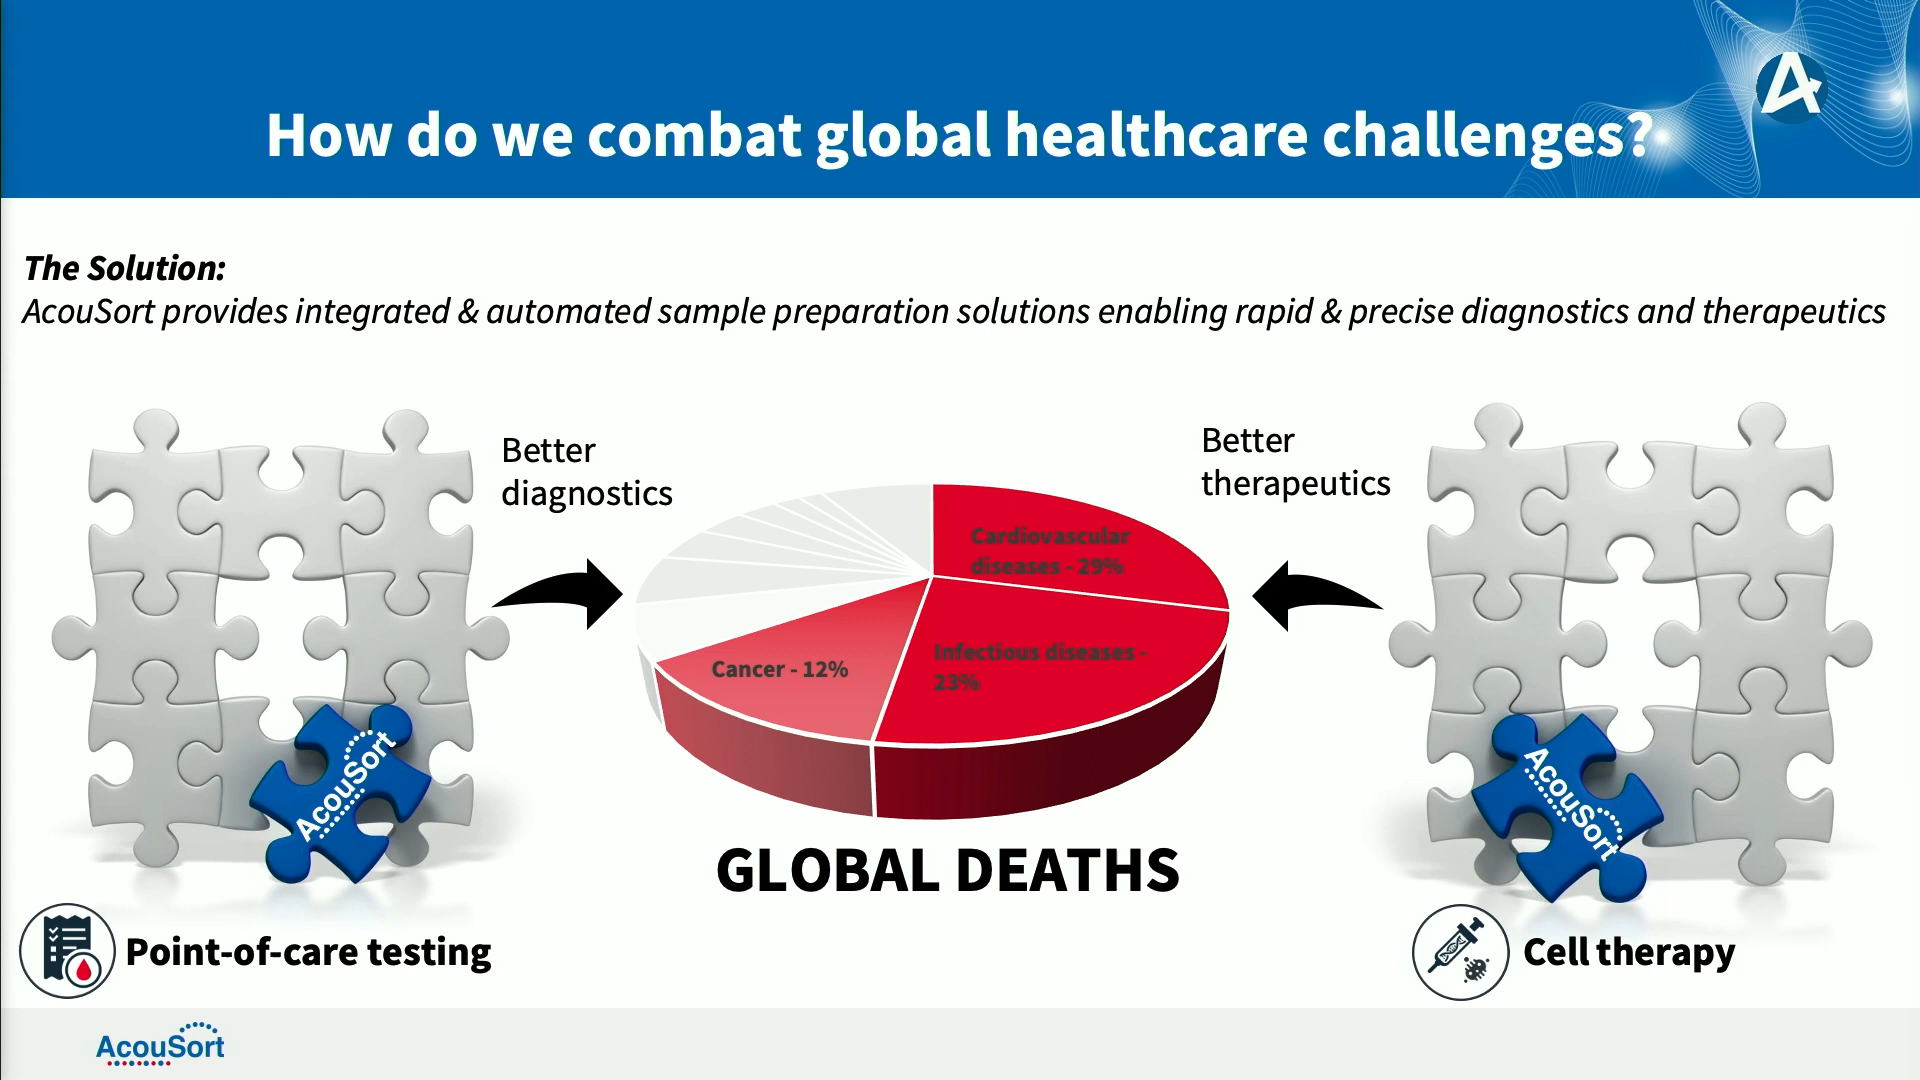 How do we combat global healthcare challenges?
The Solution:
AcouSort provides integrated & automated sample preparation solutions enabling rapid & precise diagnostics and therapeutics
Better
diagnostics
Better
therapeutics
Cardiovascular
diseases - 29%
Infectious diseases -
23%
Cancer - 12%
AcouSort
AcouSort
GLOBAL DEATHS
Point-of-care testing
Cell therapy
AcouSort